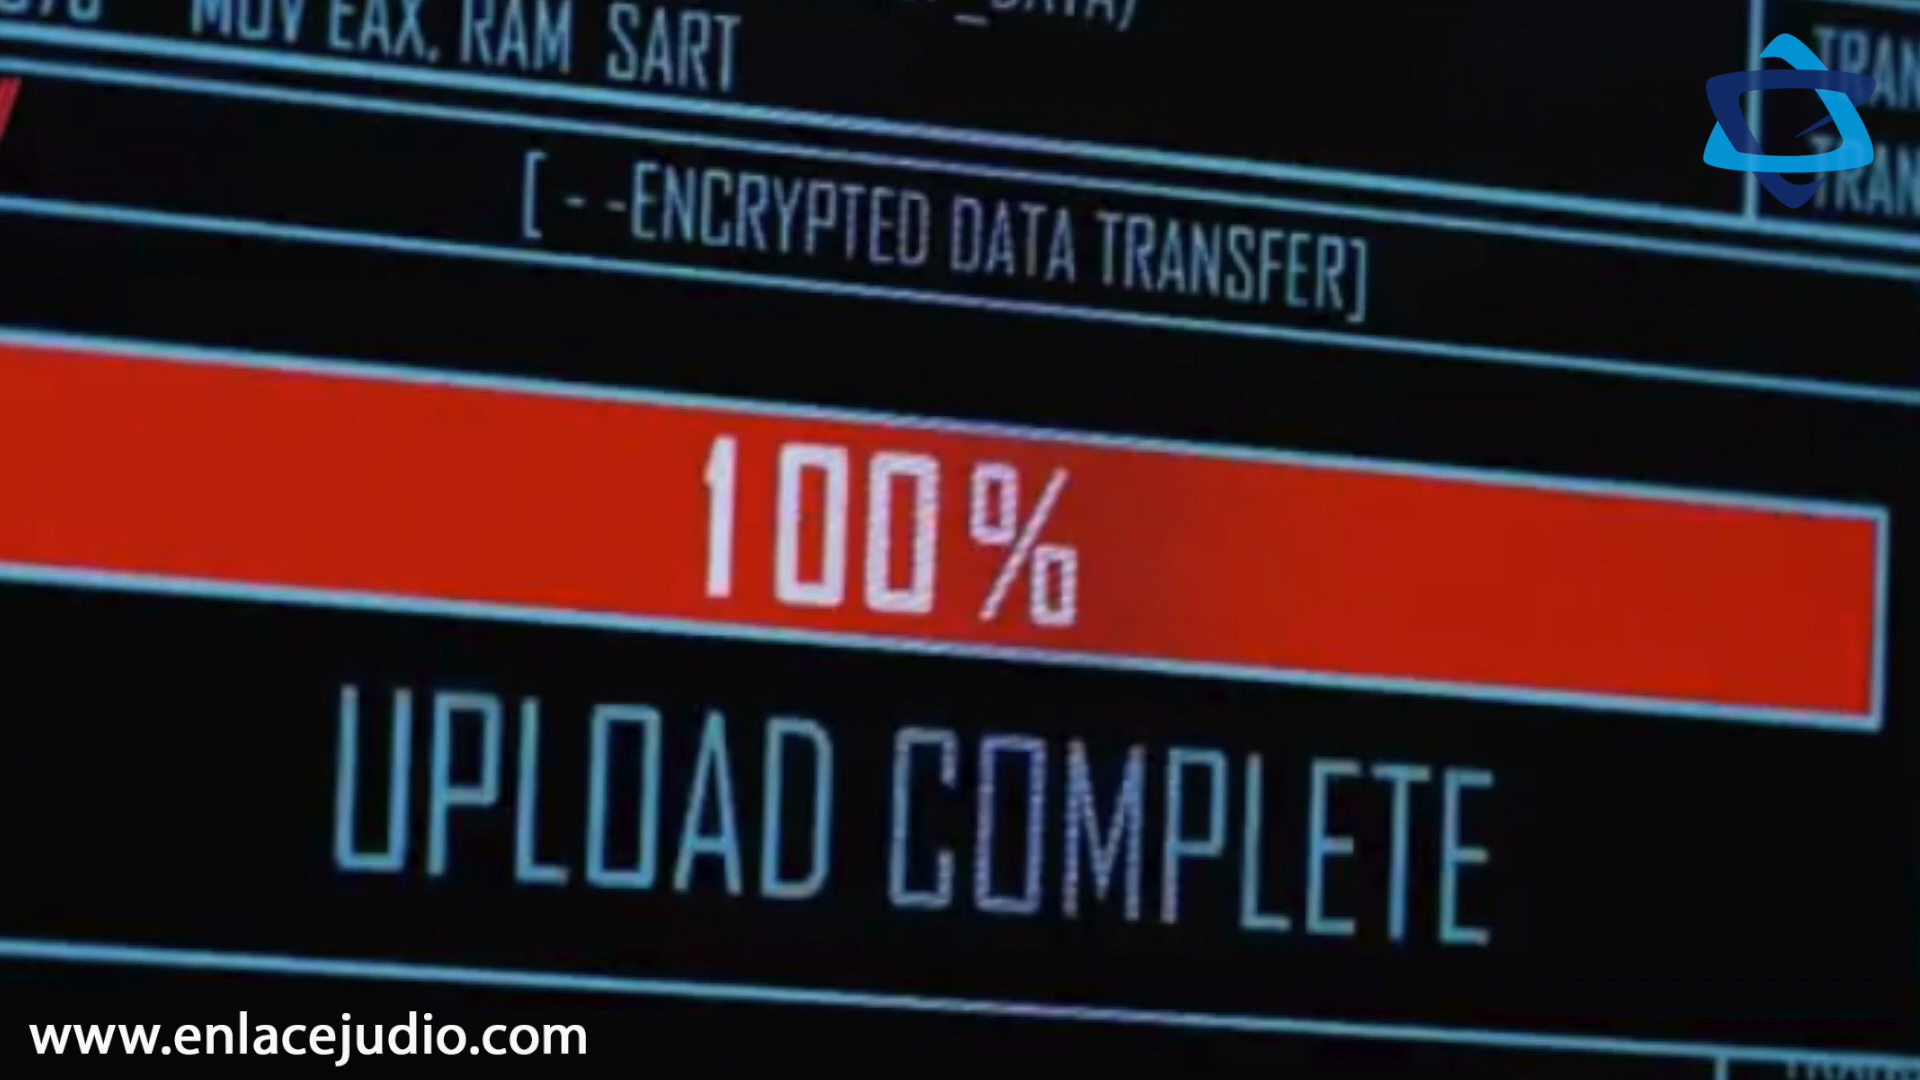 MOV EAX, RAM SART
[ - -ENCRYPTED DATA TRANSFER]
100%
UPLOAD COMPLETE
www.enlacejudio.com